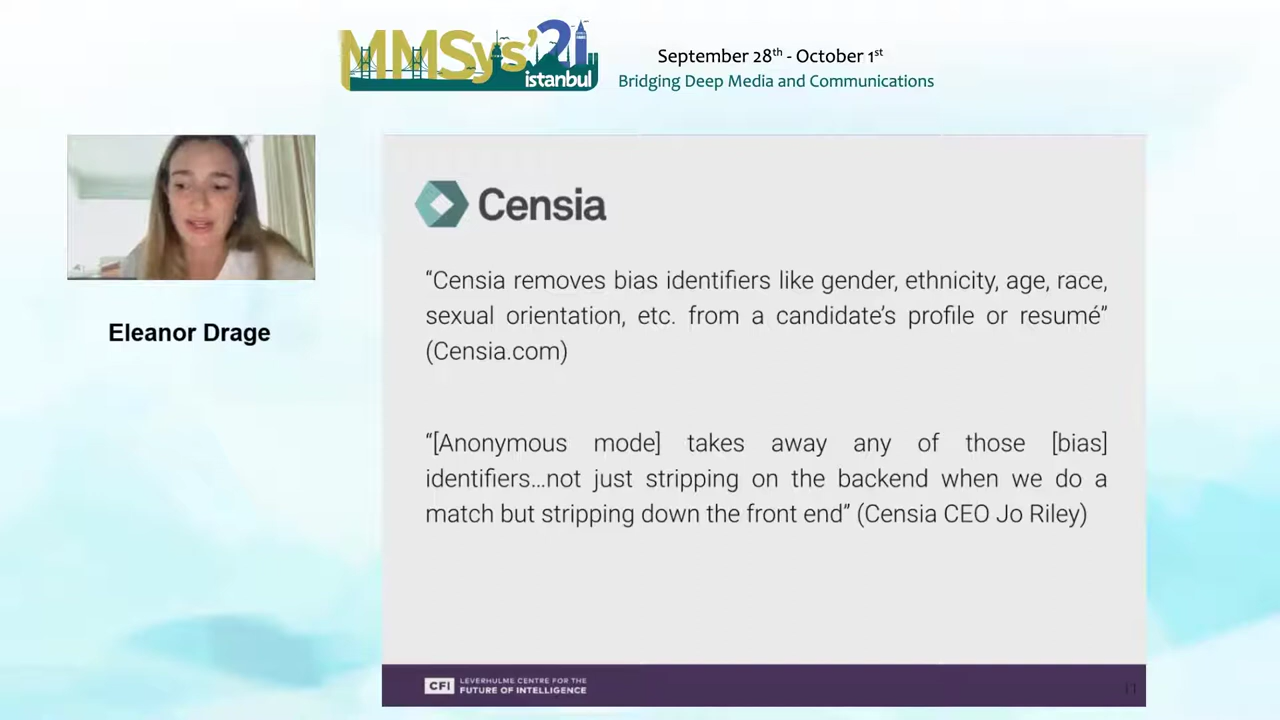 MMSys'21
istanbul
September 28th - October 1st
Bridging Deep Media and Communications
Eleanor Drage
Censia
“Censia removes bias identifiers like gender, ethnicity, age, race,
sexual orientation, etc. from a candidate’s profile or resumé”
(Censia.com)
“[Anonymous mode] takes away any of those [bias]
identifiers…not just stripping on the backend when we do a
match but stripping down the front end” (Censia CEO Jo Riley)
CFI LEVERHULME CENTRE FOR THE
FUTURE OF INTELLIGENCE
11